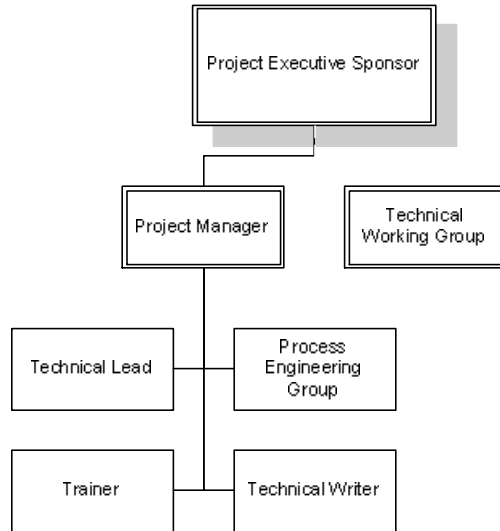 Project Executive Sponsor
Project Manager
Technical
Working Group
Technical Lead
Process
Engineering
Group
Trainer
Technical Writer